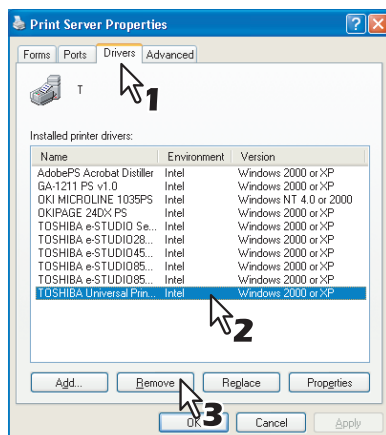 Print Server Properties
Forms Ports Drivers Advanced
1
T
Installed printer drivers:
Name Environment Version
AdobePS Acrobat Distiller Intel Windows 2000 or XP
GA-1211 PS v1.0 Intel Windows 2000 or XP
OKI MICROLINE 1035PS Intel Windows NT 4.0 or 2000
OKIPAGE 24DX PS Intel Windows 2000 or XP
TOSHIBA e-STUDIO Se... Intel Windows 2000 or XP
TOSHIBA e-STUDIO28... Intel Windows 2000 or XP
TOSHIBA e-STUDIO45... Intel Windows 2000 or XP
TOSHIBA e-STUDIO85... Intel Windows 2000 or XP
TOSHIBA e-STUDIO85... Intel Windows 2000 or XP
TOSHIBA Universal Prin... Intel Windows 2000 or XP
2
Add... Remove Replace Properties
3
OK Cancel Apply